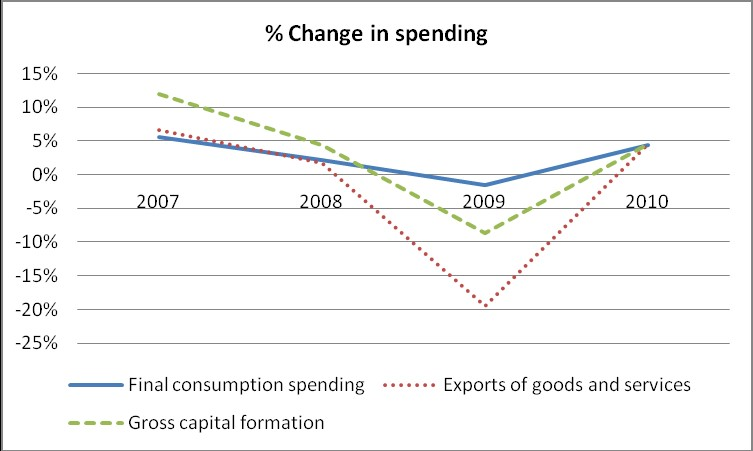 % Change in spending
15%
10%
5%
0%
2007 2008 2009 2010
-5%
-10%
-15%
-20%
-25%
Final consumption spending Exports of goods and services
Gross capital formation